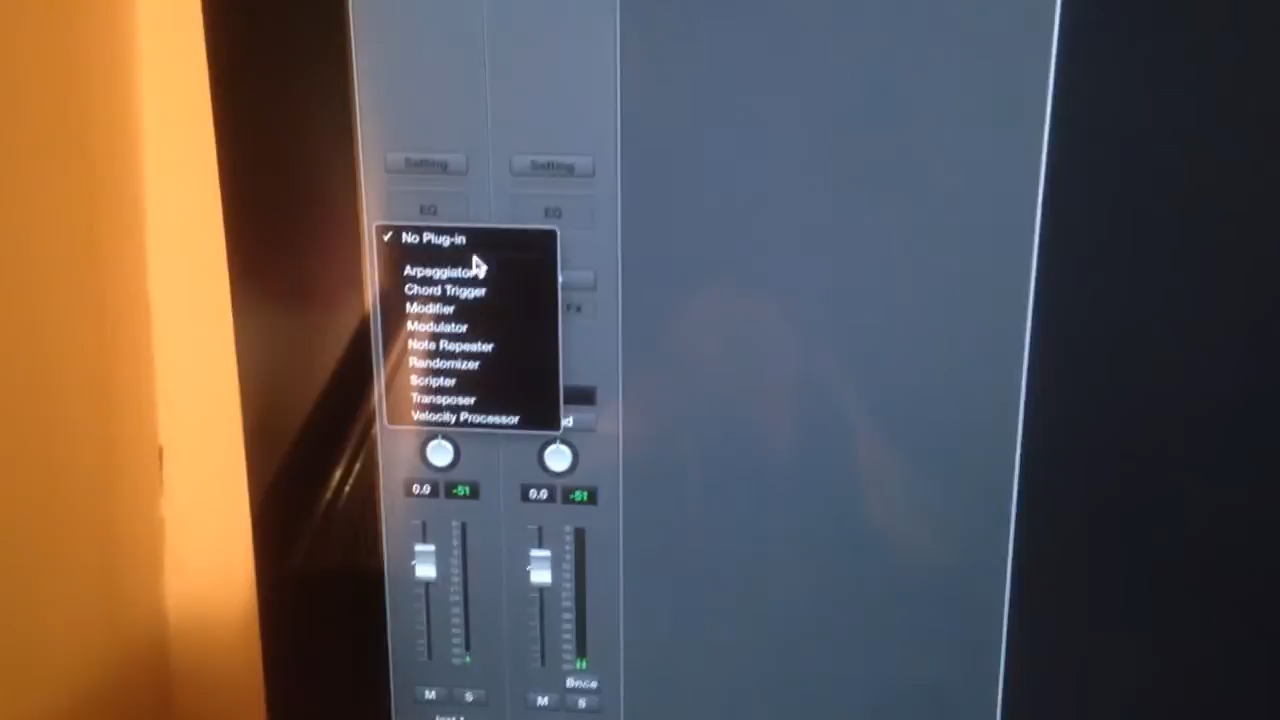 Setting Setting
EQ EQ
✓ No Plug-in
Arpeggiator
Chord Trigger
Modifier
Modulator
Note Repeater
Randomizer
Scripter
Transposer
Velocity Processor
Fx
0.0 -51 0.0 -51
Bnce
M S M S